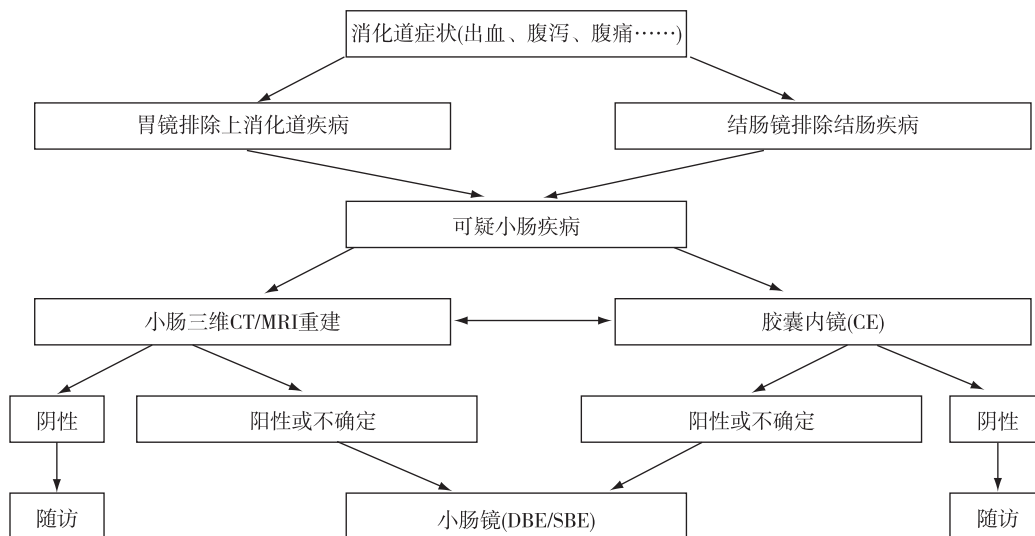 消化道症状(出血、腹泻、腹痛……)
胃镜排除上消化道疾病
结肠镜排除结肠疾病
可疑小肠疾病
小肠三维CT/MRI重建
胶囊内镜(CE)
阴性
阳性或不确定
阳性或不确定
阴性
随访
小肠镜(DBE/SBE)
随访